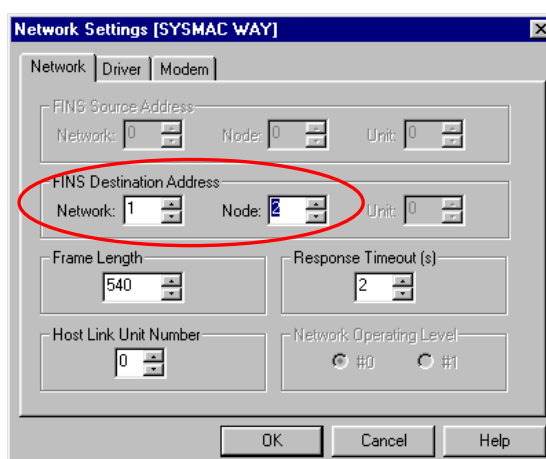 Network Settings [SYSMAC WAY]
Network Driver Modem
FINS Source Address
Network: 0 Node: 0 Unit: 0
FINS Destination Address
Network: 1 Node: 2 Unit: 0
Frame Length Response Timeout (s)
540 2
Host Link Unit Number Network Operating Level
0 #0 #1
OK Cancel Help